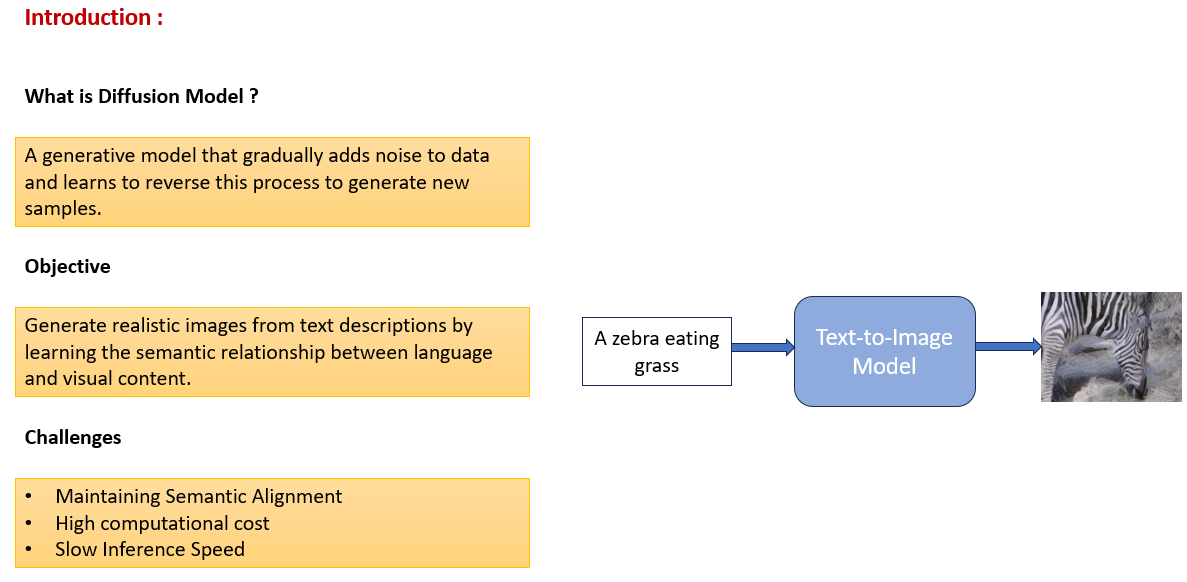 Introduction :
What is Diffusion Model ?
A generative model that gradually adds noise to data
and learns to reverse this process to generate new
samples.
Objective
Generate realistic images from text descriptions by
learning the semantic relationship between language
and visual content.
Challenges
• Maintaining Semantic Alignment
• High computational cost
• Slow Inference Speed
A zebra eating
grass
Text-to-Image
Model